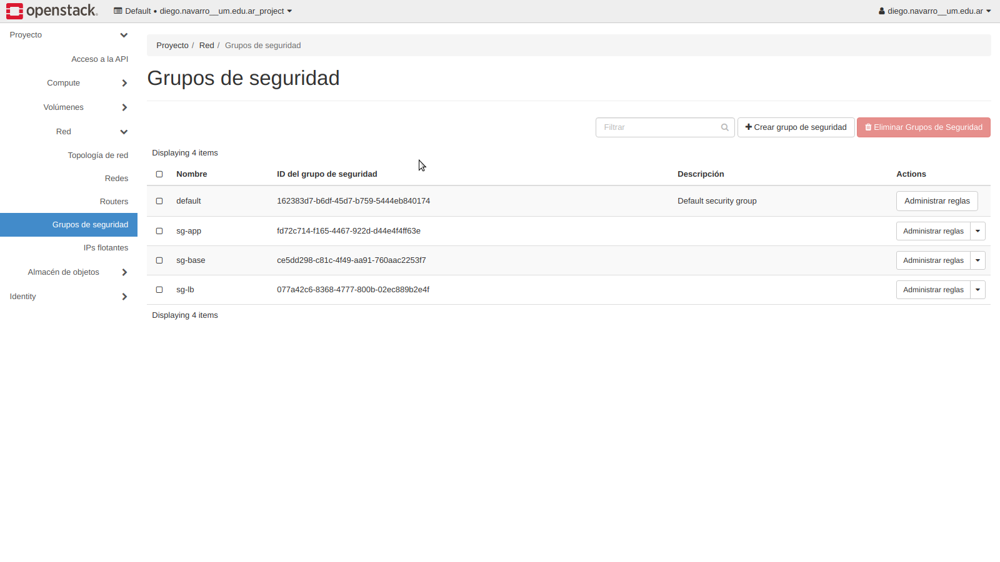 openstack.
Default • diego.navarro__um.edu.ar_project
diego.navarro__um.edu.ar
Proyecto
Acceso a la API
Compute
Volúmenes
Red
Topología de red
Redes
Routers
Grupos de seguridad
IPs flotantes
Almacén de objetos
Identity
Proyecto / Red / Grupos de seguridad
Grupos de seguridad
Filtrar
Crear grupo de seguridad
Eliminar Grupos de Seguridad
Displaying 4 items
Nombre ID del grupo de seguridad Descripción Actions
default 162383d7-b6df-45d7-b759-5444eb840174 Default security group Administrar reglas
sg-app fd72c714-f165-4467-922d-d44e4f4ff63e Administrar reglas
sg-base ce5dd298-c81c-4f49-aa91-760aac2253f7 Administrar reglas
sg-lb 077a42c6-8368-4777-800b-02ec889b2e4f Administrar reglas
Displaying 4 items